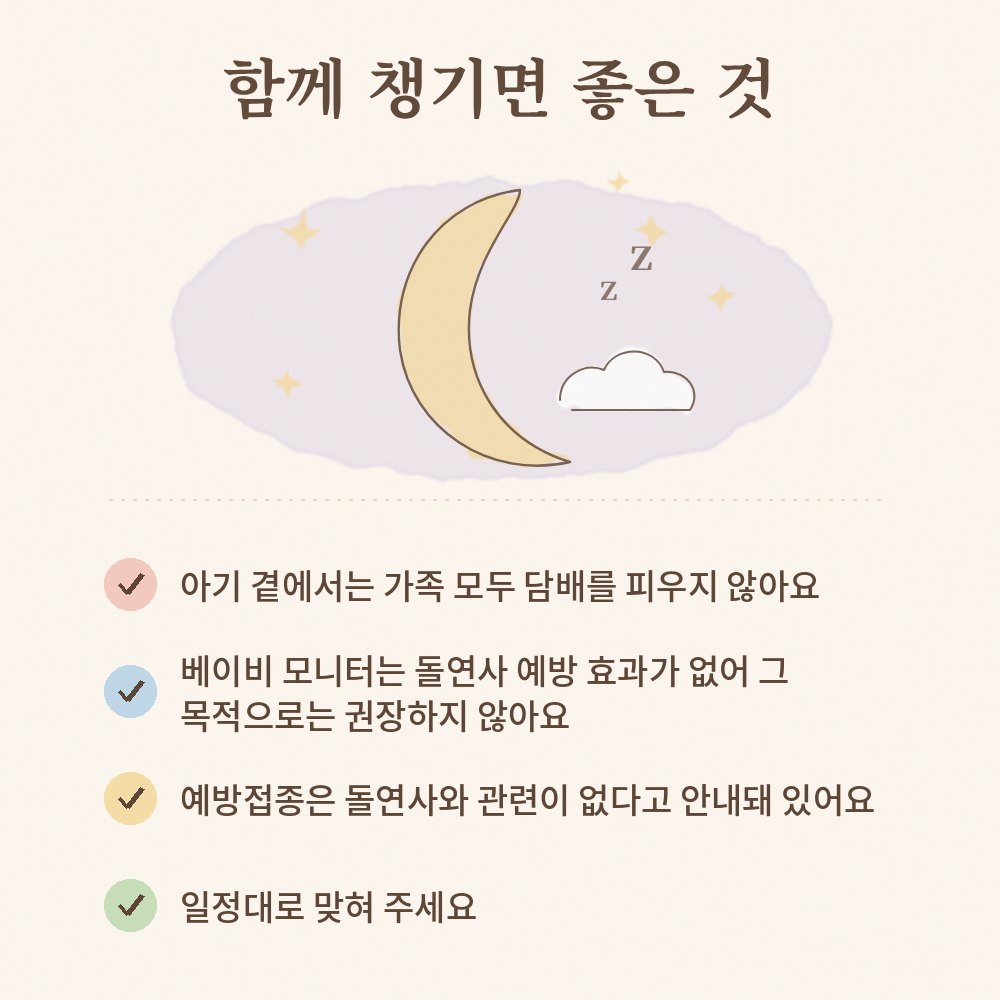 함께 챙기면 좋은 것
Z
z
아기 곁에서는 가족 모두 담배를 피우지 않아요
베이비 모니터는 돌연사 예방 효과가 없어 그
목적으로는 권장하지 않아요
예방접종은 돌연사와 관련이 없다고 안내돼 있어요
일정대로 맞혀 주세요